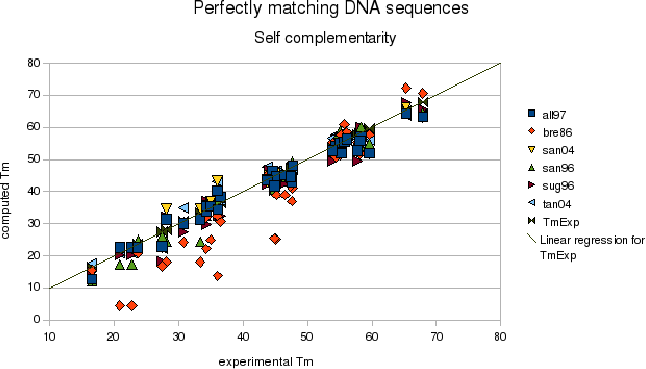 Perfectly matching DNA sequences
Self complementarity
80
70
60
50
40
30
20
10
0
computed Tm
10 20 30 40 50 60 70 80
experimental Tm
all97
bre86
san04
san96
sug96
tan04
TmExp
Linear regression for
TmExp